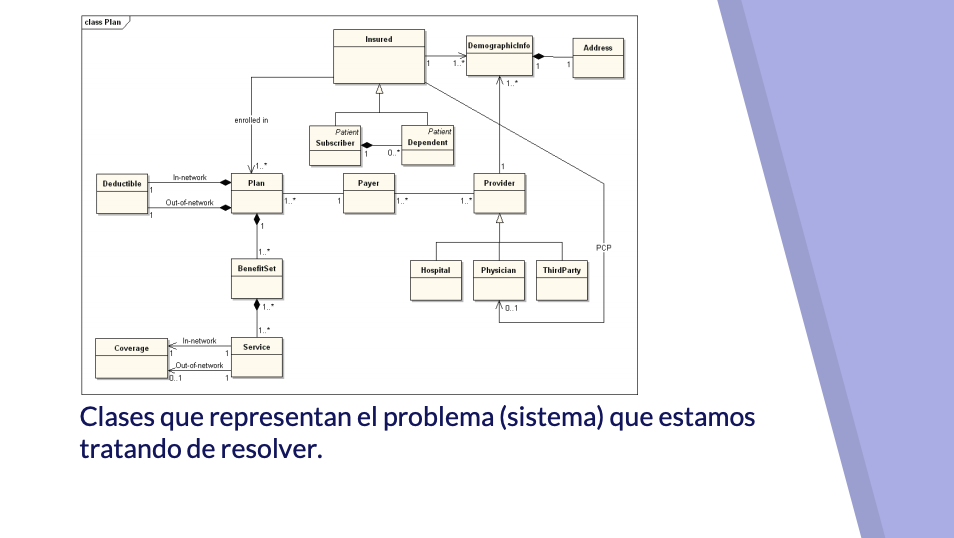 class Plan
Insured
DemographicInfo
Address
1
1..*
1
1
1..*
enrolled in
Patient
Subscriber
Patient
Dependent
1
0..*
1..*
1
Deductible
In-network
1
Out-of-network
1
Plan
1..*
1
Payer
1..*
1..*
Provider
1
1..*
BenefitSet
Hospital
Physician
ThirdParty
PCP
0..1
1..*
1..*
Coverage
In-network
1
1
Out-of-network
0..1
1
Service
Clases que representan el problema (sistema) que estamos
tratando de resolver.